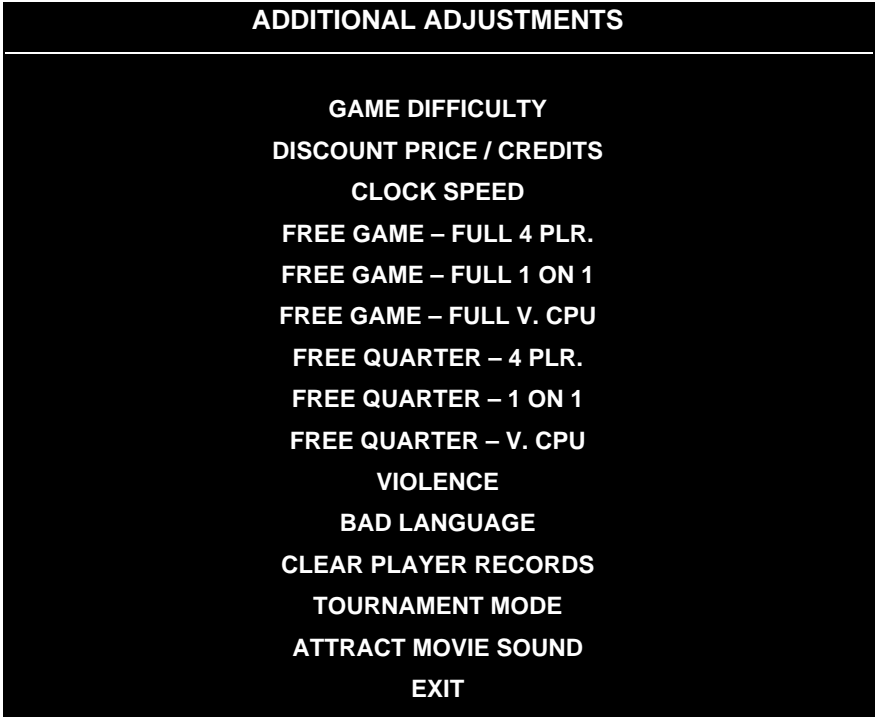 ADDITIONAL ADJUSTMENTS
GAME DIFFICULTY
DISCOUNT PRICE / CREDITS
CLOCK SPEED
FREE GAME – FULL 4 PLR.
FREE GAME – FULL 1 ON 1
FREE GAME – FULL V. CPU
FREE QUARTER – 4 PLR.
FREE QUARTER – 1 ON 1
FREE QUARTER – V. CPU
VIOLENCE
BAD LANGUAGE
CLEAR PLAYER RECORDS
TOURNAMENT MODE
ATTRACT MOVIE SOUND
EXIT